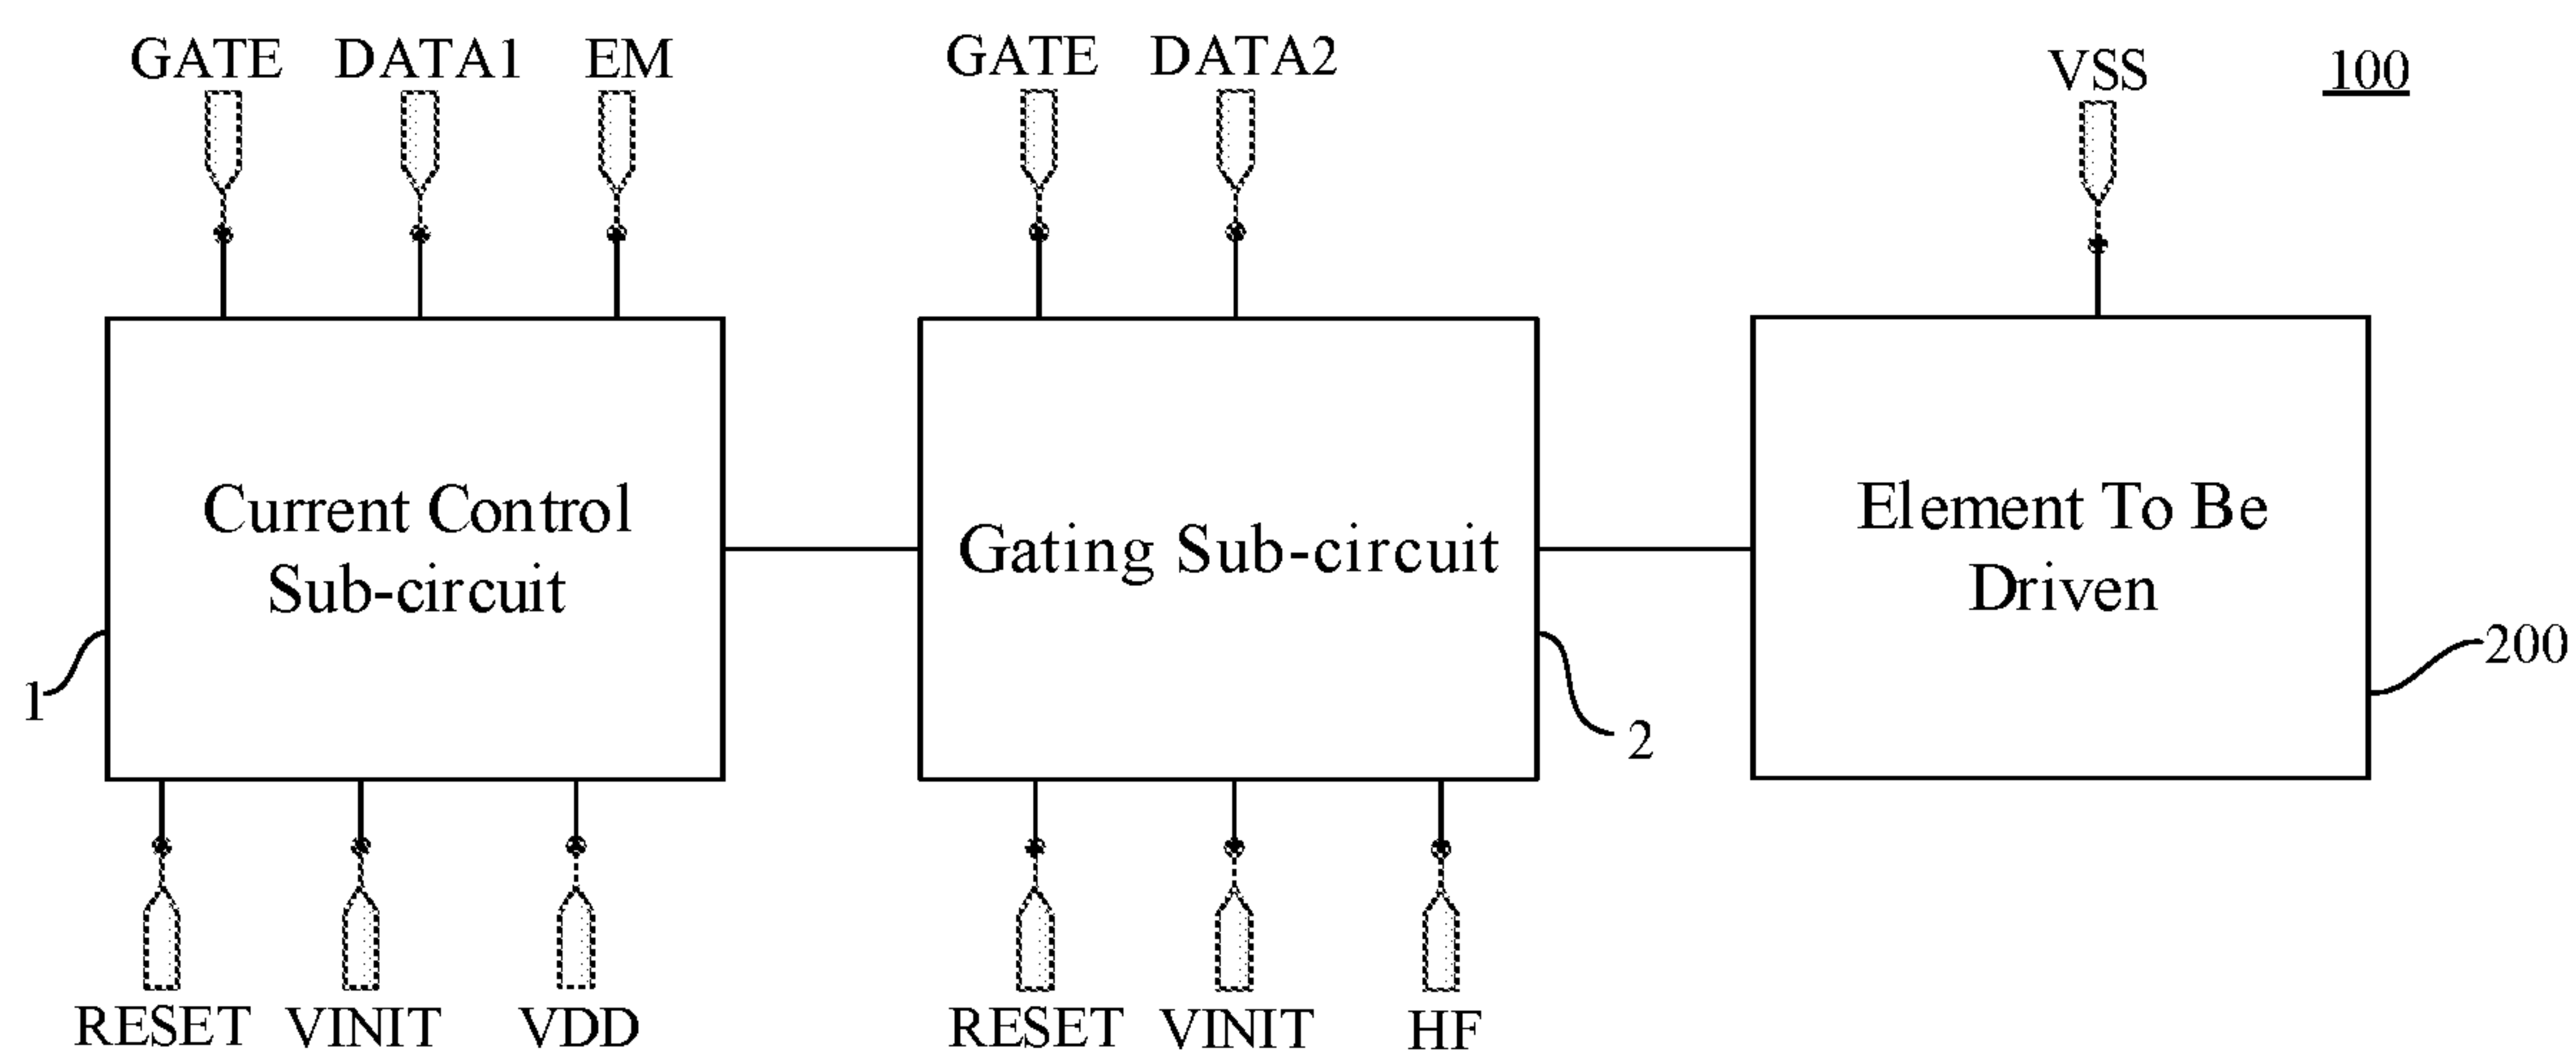 GATE DATA1 EM GATE DATA2 VSS 100
Current Control
Sub-circuit
Gating Sub-circuit
Element To Be
Driven
1
2
200
RESET VINIT VDD RESET VINIT HF